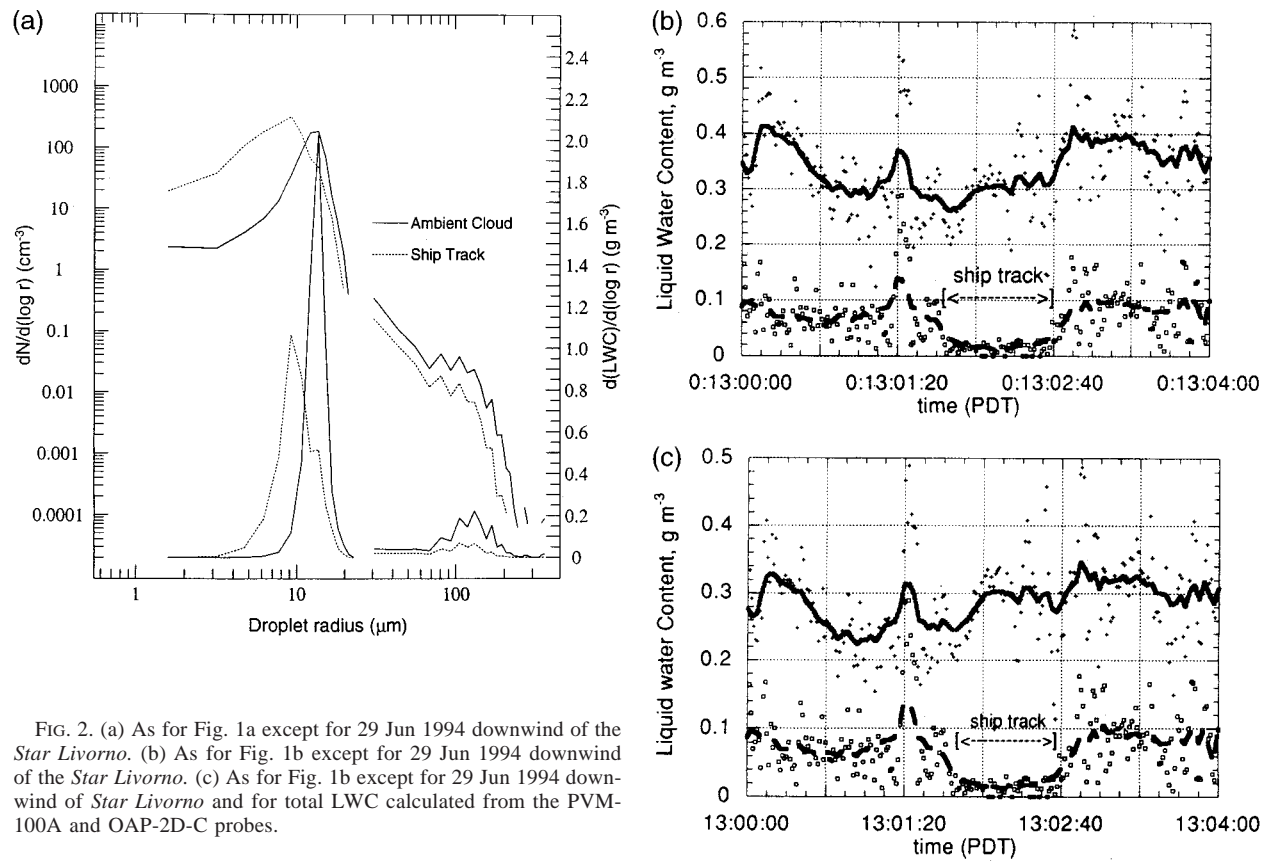 (a)
1000
100
10
1
0.1
0.01
0.001
0.0001
dN/d(log r) (cm⁻³)
2.4
2.2
2.0
1.8
1.6
1.4
1.2
1.0
0.8
0.6
0.4
0.2
0
d(LWC)/d(log r) (g m⁻³)
Ambient Cloud
Ship Track
1
10
100
Droplet radius (μm)
(b)
0.6
0.5
0.4
0.3
0.2
0.1
0
Liquid Water Content, g m⁻³
ship track
0:13:00:00
0:13:01:20
0:13:02:40
0:13:04:00
time (PDT)
(c)
0.5
0.4
0.3
0.2
0.1
0
Liquid water Content, g m⁻³
ship track
13:00:00
13:01:20
13:02:40
13:04:00
time (PDT)
FIG. 2. (a) As for Fig. 1a except for 29 Jun 1994 downwind of the
Star Livorno. (b) As for Fig. 1b except for 29 Jun 1994 downwind
of the Star Livorno. (c) As for Fig. 1b except for 29 Jun 1994 down-
wind of Star Livorno and for total LWC calculated from the PVM-
100A and OAP-2D-C probes.